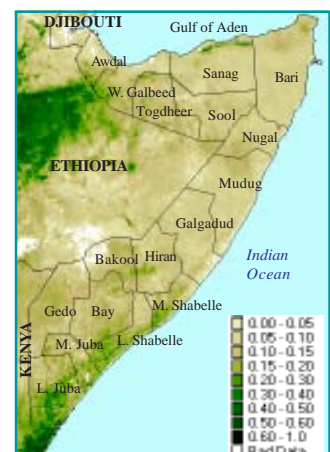 DJIBOUTI
Gulf of Aden
Awdal
Sanag
Bari
W. Galbeed
Togdheer
Sool
Nugal
ETHIOPIA
Mudug
Galgadud
Indian
Ocean
Bakool
Hiran
Gedo
Bay
M. Shabelle
KENYA
M. Juba
L. Shabelle
L. Juba
0.00 - 0.05
0.05 - 0.10
0.10 - 0.15
0.15 - 0.20
0.20 - 0.30
0.30 - 0.40
0.40 - 0.50
0.50 - 0.60
0.60 - 1.0
Bad Data